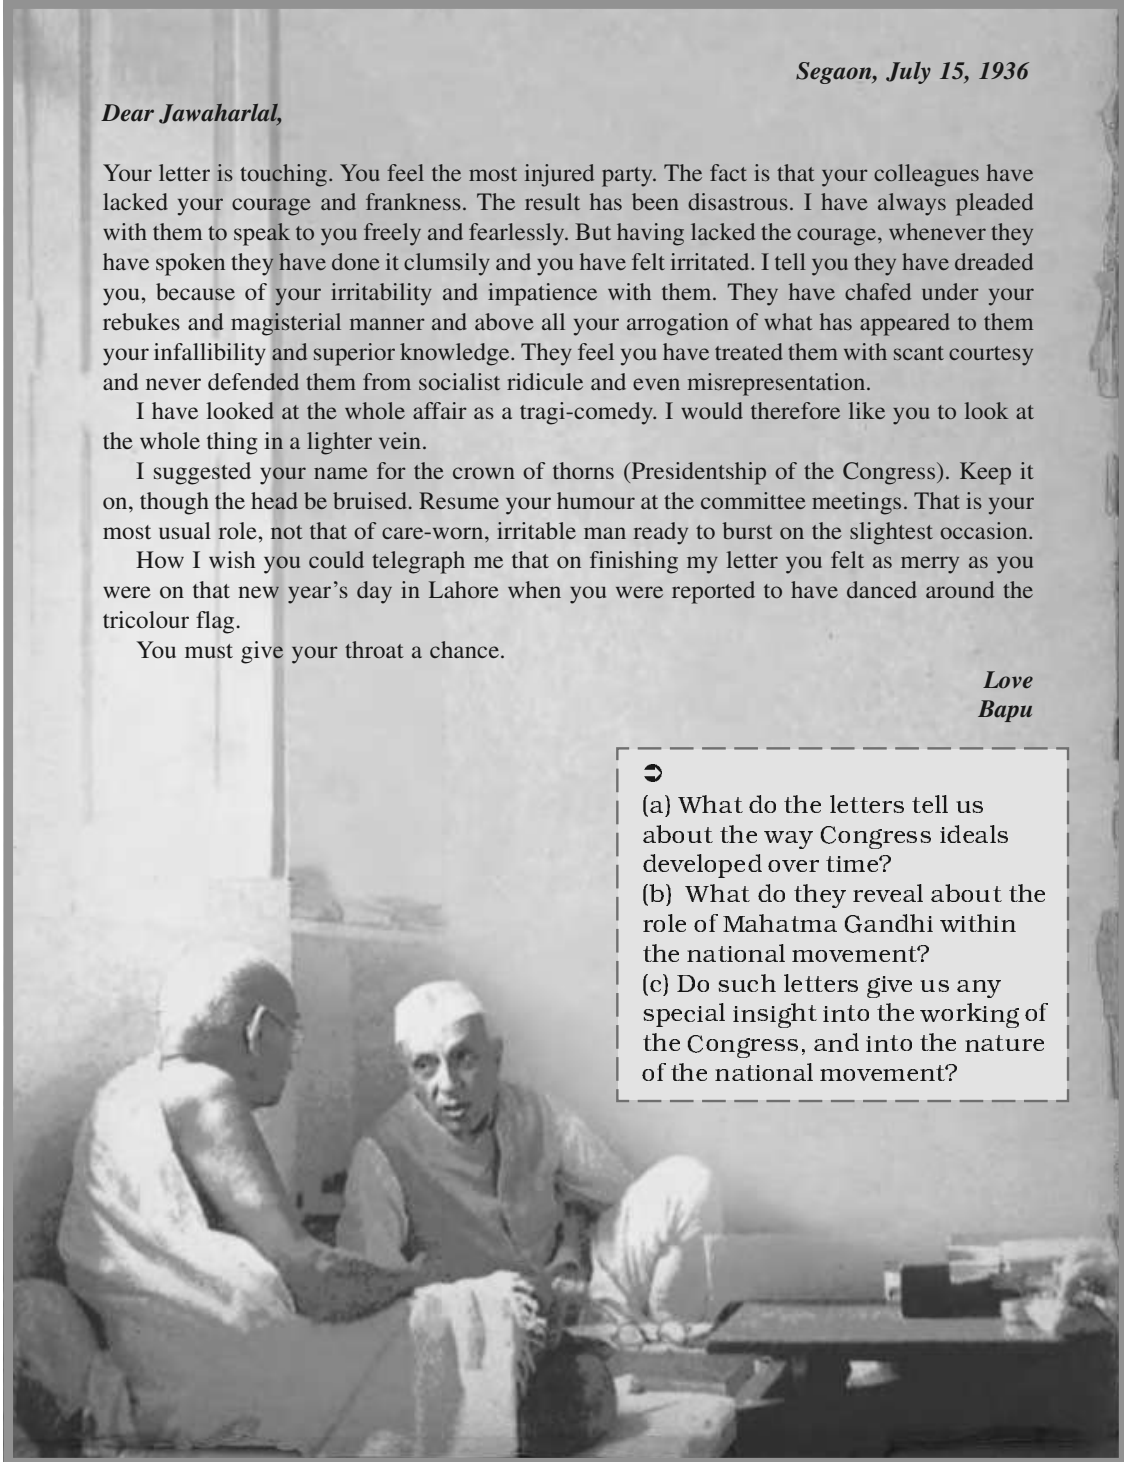 Segaon, July 15, 1936
Dear Jawaharlal,
Your letter is touching. You feel the most injured party. The fact is that your colleagues have
lacked your courage and frankness. The result has been disastrous. I have always pleaded
with them to speak to you freely and fearlessly. But having lacked the courage, whenever they
have spoken they have done it clumsily and you have felt irritated. I tell you they have dreaded
you, because of your irritability and impatience with them. They have chafed under your
rebukes and magisterial manner and above all your arrogation of what has appeared to them
your infallibility and superior knowledge. They feel you have treated them with scant courtesy
and never defended them from socialist ridicule and even misrepresentation.
I have looked at the whole affair as a tragi-comedy. I would therefore like you to look at
the whole thing in a lighter vein.
I suggested your name for the crown of thorns (Presidentship of the Congress). Keep it
on, though the head be bruised. Resume your humour at the committee meetings. That is your
most usual role, not that of care-worn, irritable man ready to burst on the slightest occasion.
How I wish you could telegraph me that on finishing my letter you felt as merry as you
were on that new year’s day in Lahore when you were reported to have danced around the
tricolour flag.
You must give your throat a chance.
Love
Bapu
➲
(a) What do the letters tell us
about the way Congress ideals
developed over time?
(b) What do they reveal about the
role of Mahatma Gandhi within
the national movement?
(c) Do such letters give us any
special insight into the working of
the Congress, and into the nature
of the national movement?